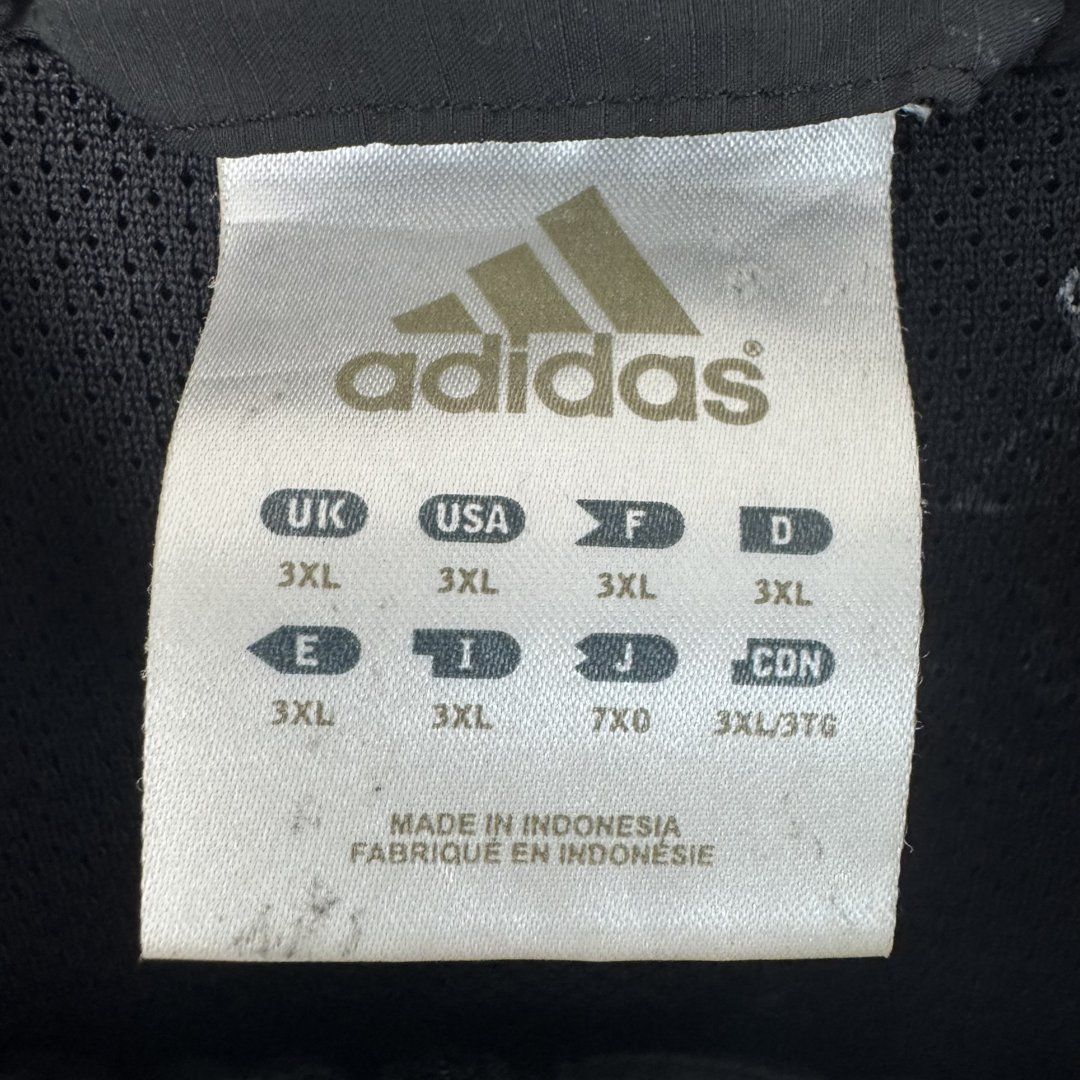 adidas®
UK USA F D
3XL 3XL 3XL 3XL
E I J CDN
3XL 3XL 7XO 3XL/3TG
MADE IN INDONESIA
FABRIQUÉ EN INDONÉSIE